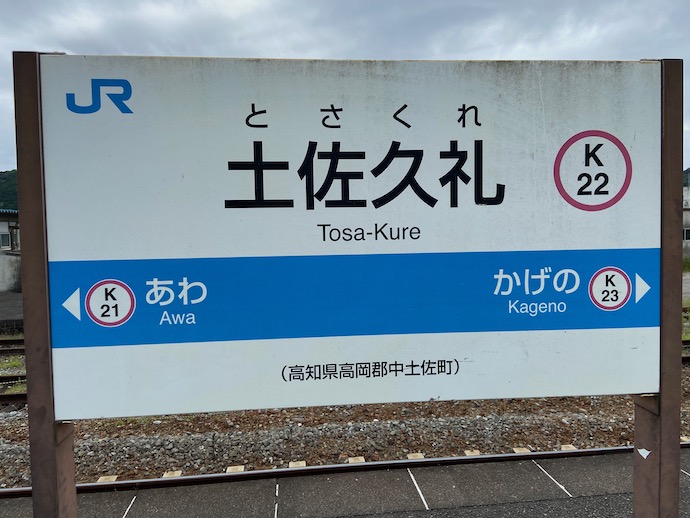 JR
とさくれ
土佐久礼
K
22
Tosa-Kure
K
21
あわ
Awa
かげの
Kageno
K
23
(高知県高岡郡中土佐町)